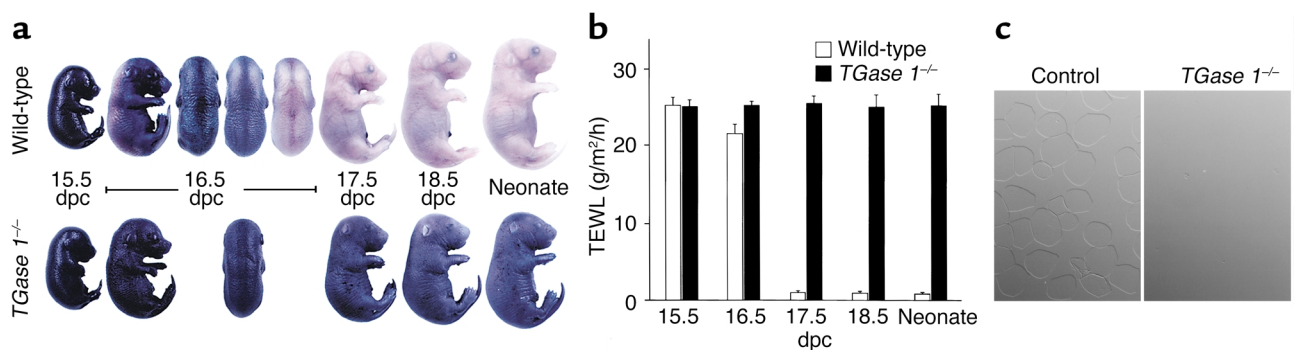 a
Wild-type
15.5
dpc
16.5
dpc
17.5
dpc
18.5
dpc
Neonate
TGase 1–/–
b
Wild-type
TGase 1–/–
TEWL (g/m²/h)
30
20
10
0
15.5
16.5
17.5
18.5
Neonate
dpc
c
Control
TGase 1–/–